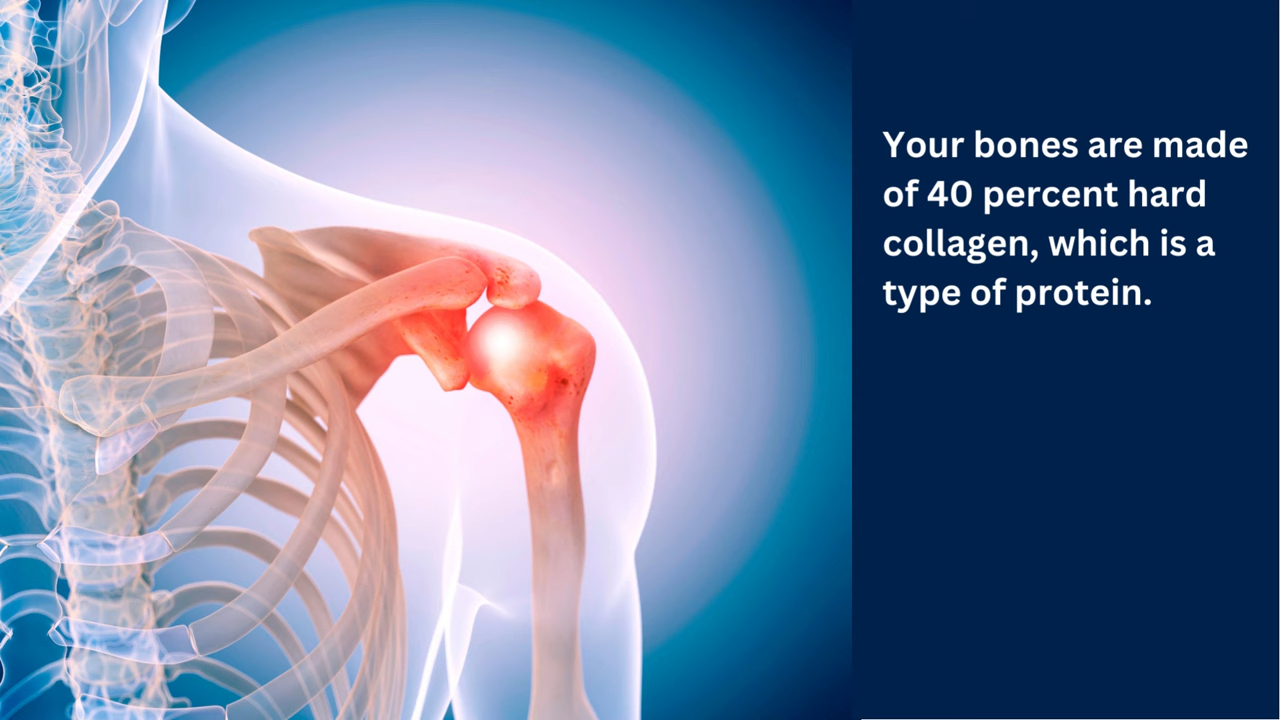 Your bones are made
of 40 percent hard
collagen, which is a
type of protein.